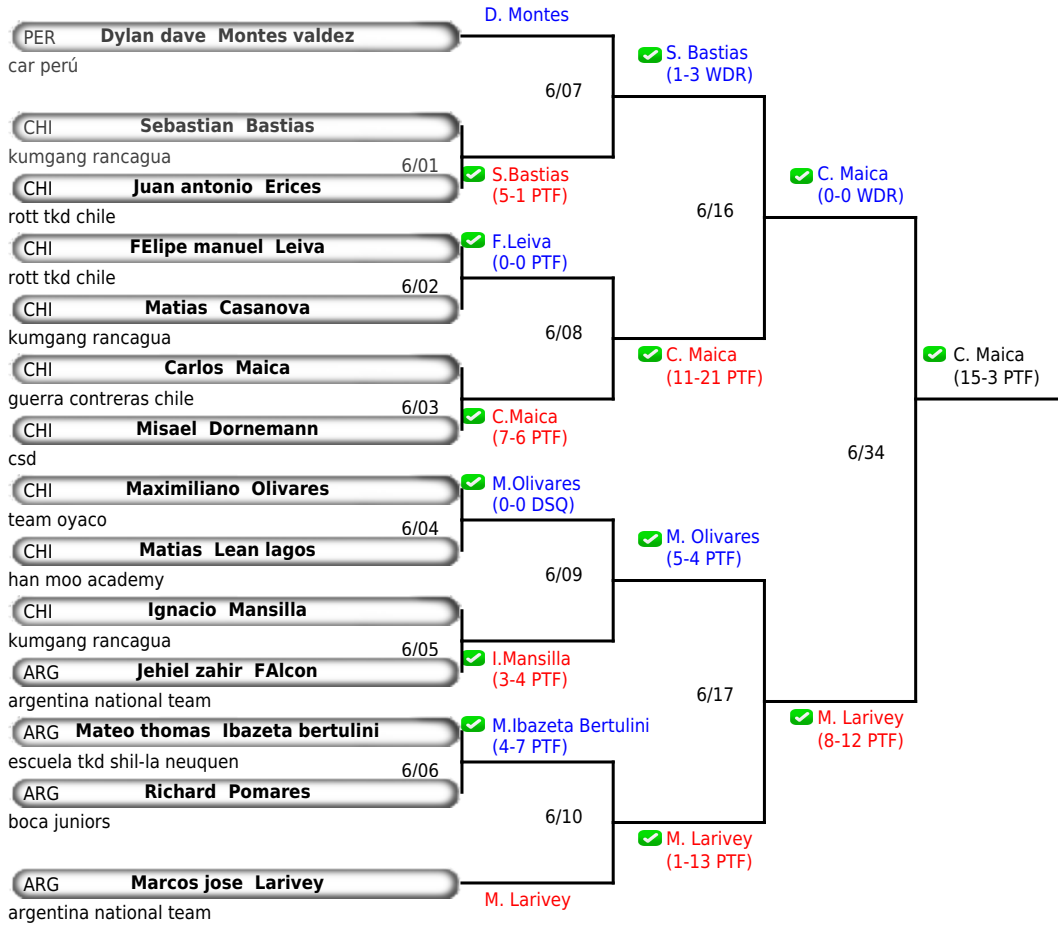 D. Montes
PER Dylan dave Montes valdez
car perú
6/07
S. Bastias
(1-3 WDR)
CHI Sebastian Bastias
kumgang rancagua
6/01
S.Bastias
(5-1 PTF)
CHI Juan antonio Erices
rott tkd chile
C. Maica
(0-0 WDR)
6/16
CHI FElipe manuel Leiva
rott tkd chile
F.Leiva
(0-0 PTF)
6/02
CHI Matias Casanova
kumgang rancagua
6/08
C. Maica
(11-21 PTF)
C. Maica
(15-3 PTF)
CHI Carlos Maica
guerra contreras chile
6/03
C.Maica
(7-6 PTF)
CHI Misael Dornemann
csd
6/34
CHI Maximiliano Olivares
team oyaco
M.Olivares
(0-0 DSQ)
6/04
CHI Matias Lean lagos
han moo academy
M. Olivares
(5-4 PTF)
6/09
CHI Ignacio Mansilla
kumgang rancagua
6/05
I.Mansilla
(3-4 PTF)
ARG Jehiel zahir FAlcon
argentina national team
6/17
M. Larivey
(8-12 PTF)
ARG Mateo thomas Ibazeta bertulini
escuela tkd shil-la neuquen
M.Ibazeta Bertulini
(4-7 PTF)
6/06
ARG Richard Pomares
boca juniors
6/10
M. Larivey
(1-13 PTF)
ARG Marcos jose Larivey
argentina national team
M. Larivey